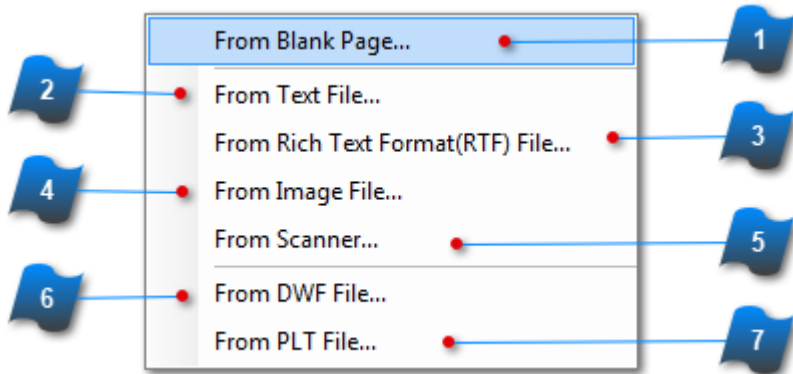 From Blank Page...
1
2
From Text File...
From Rich Text Format(RTF) File...
3
4
From Image File...
From Scanner...
5
6
From DWF File...
From PLT File...
7